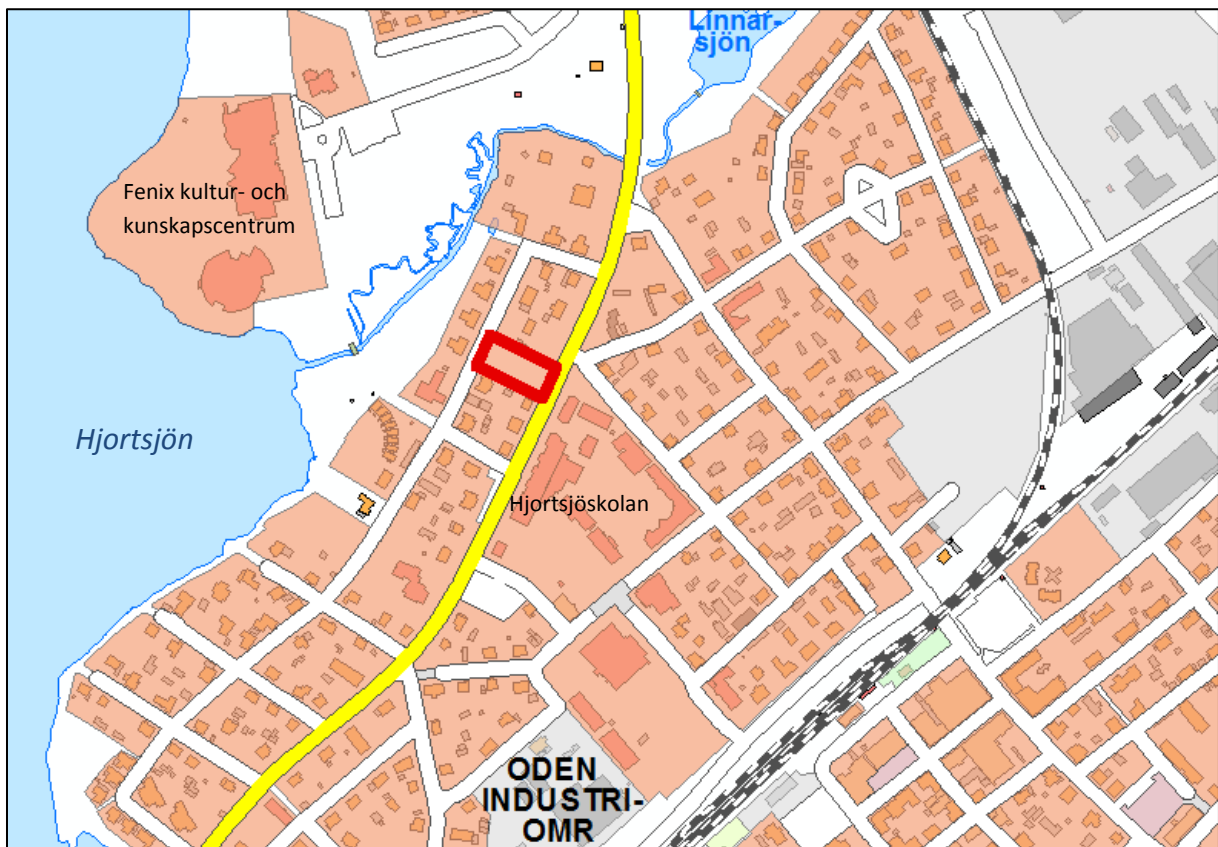 Linnar-
sjön
Fenix kultur- och
kunskapscentrum
Hjortsjön
Hjortsjöskolan
ODEN
INDUSTRI-
OMR